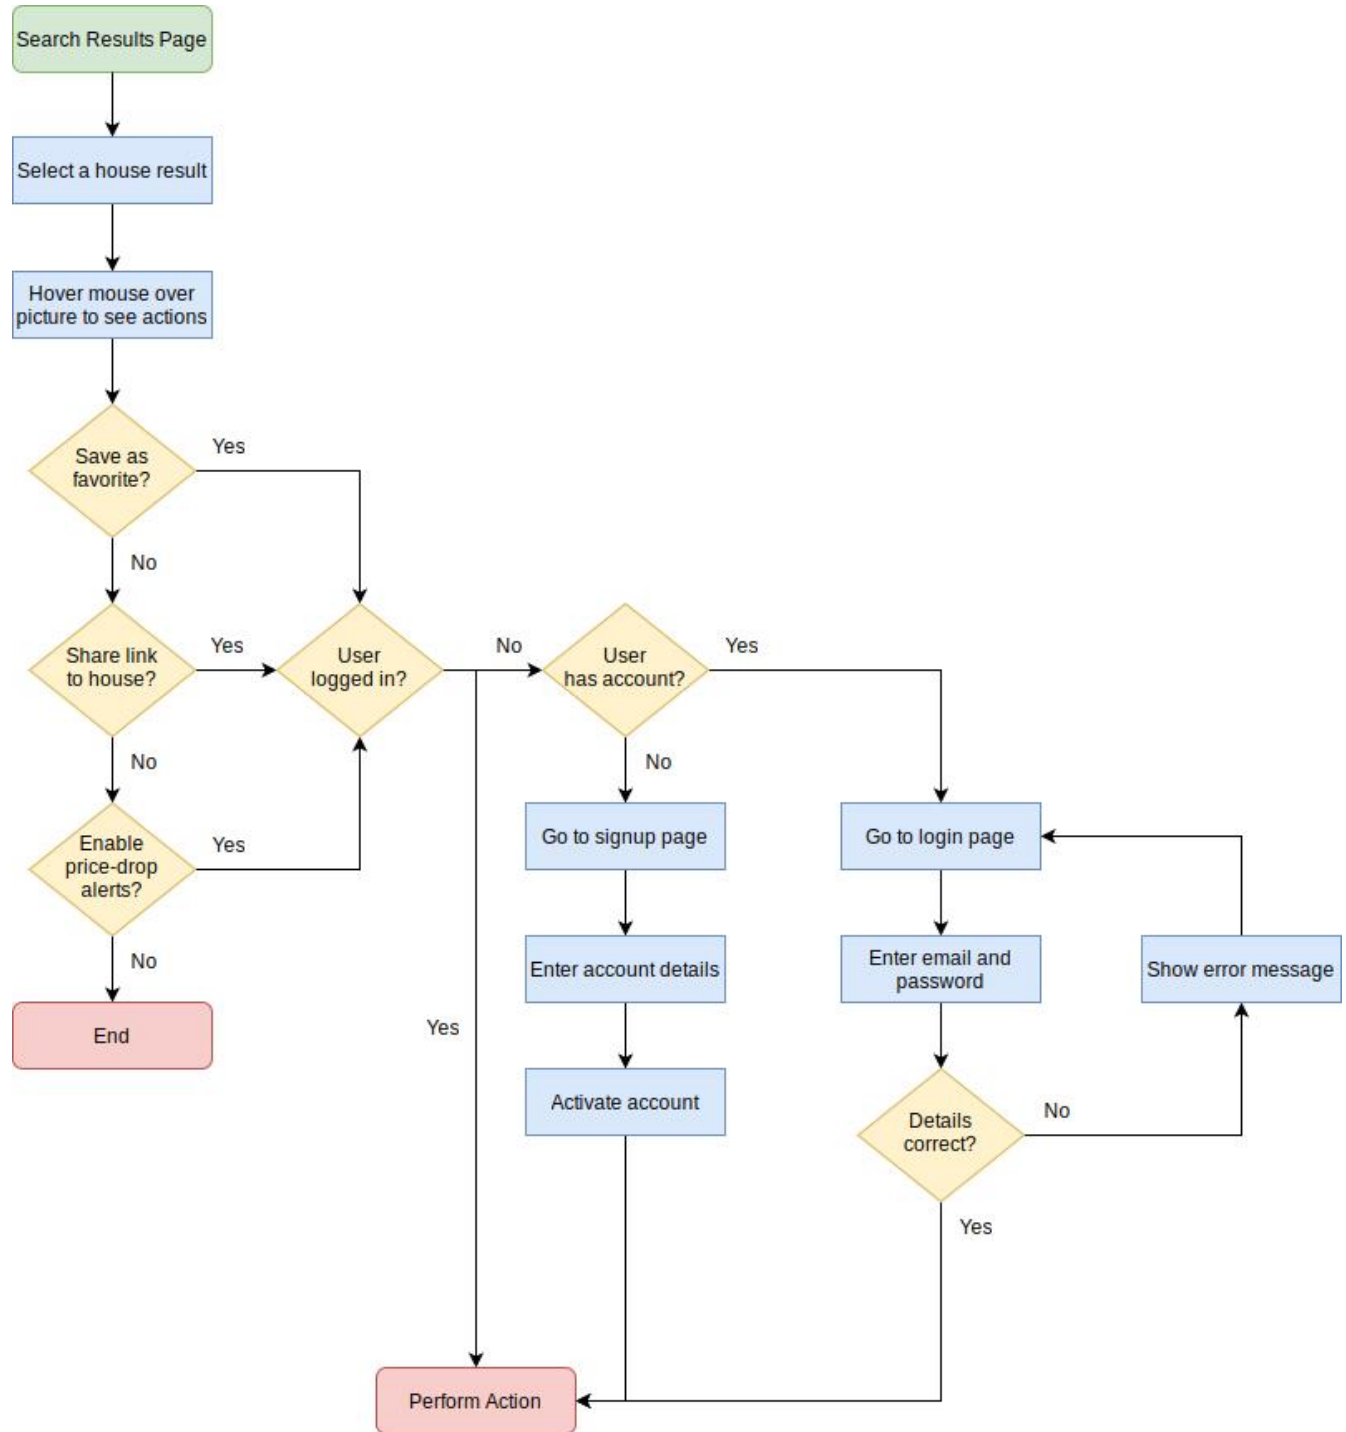 Search Results Page
Select a house result
Hover mouse over
picture to see actions
Save as
favorite?
Yes
No
Share link
to house?
Yes
User
logged in?
No
User
has account?
Yes
No
No
Enable
price-drop
alerts?
Yes
Go to signup page
Go to login page
No
Enter account details
Enter email and
password
Show error message
End
Yes
Activate account
Details
correct?
No
Yes
Perform Action